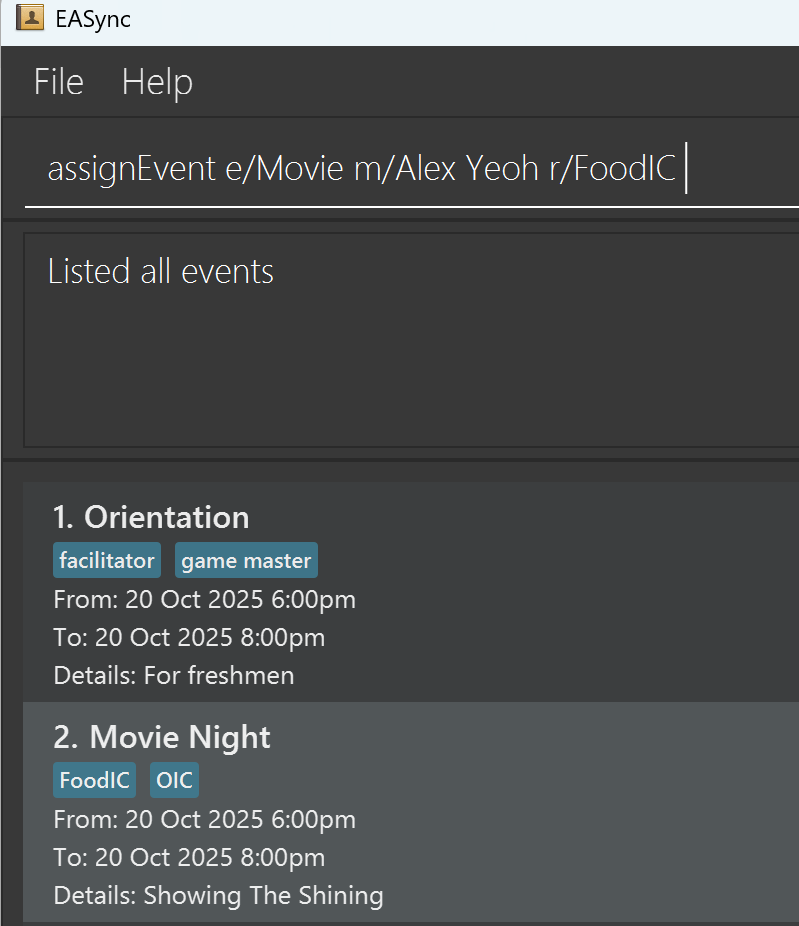 EASync
File Help
assignEvent e/Movie m/Alex Yeoh r/FoodIC
Listed all events
1. Orientation
facilitator game master
From: 20 Oct 2025 6:00pm
To: 20 Oct 2025 8:00pm
Details: For freshmen
2. Movie Night
FoodIC OIC
From: 20 Oct 2025 6:00pm
To: 20 Oct 2025 8:00pm
Details: Showing The Shining